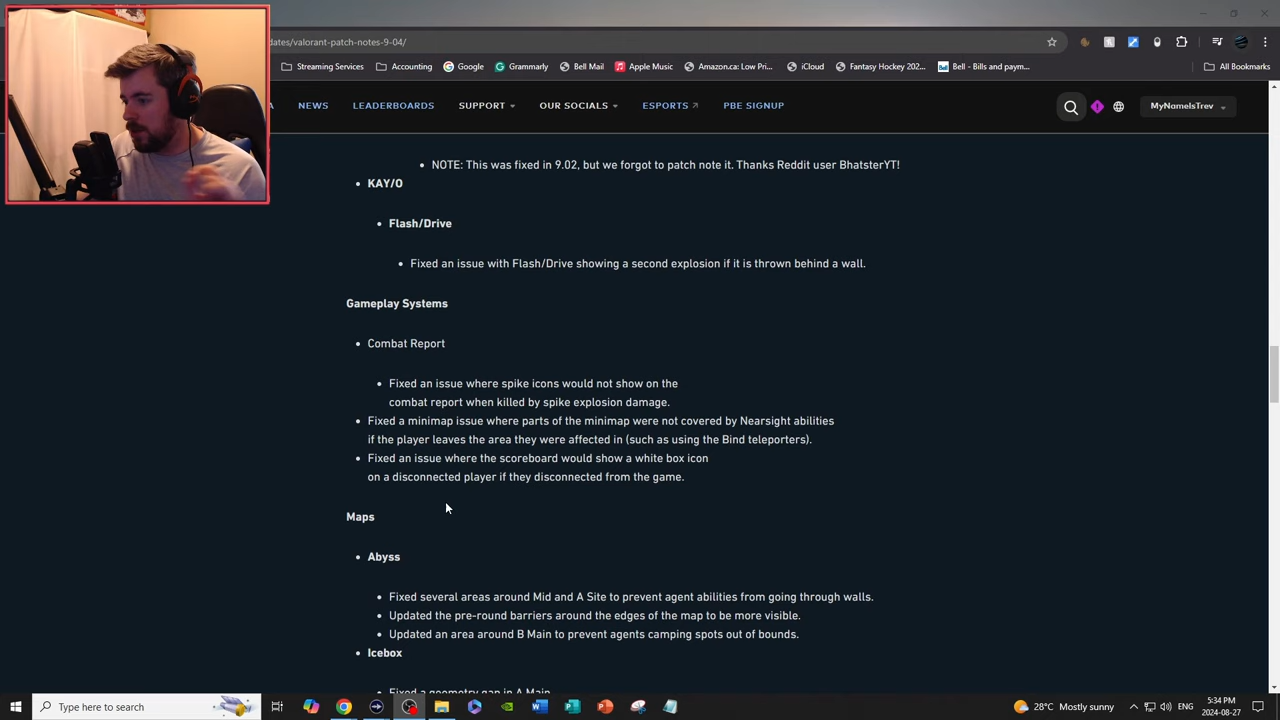 dates/valorant-patch-notes-9-04/
Streaming Services
Accounting
Google
Grammarly
Bell Mail
Apple Music
Amazon.ca: Low Pri...
iCloud
Fantasy Hockey 202...
Bell - Bills and paym...
All Bookmarks
A
NEWS
LEADERBOARDS
SUPPORT
OUR SOCIALS
ESPORTS
PBE SIGNUP
MyNameIsTrev
• NOTE: This was fixed in 9.02, but we forgot to patch note it. Thanks Reddit user BhatsterYT!
• KAY/O
• Flash/Drive
• Fixed an issue with Flash/Drive showing a second explosion if it is thrown behind a wall.
Gameplay Systems
• Combat Report
• Fixed an issue where spike icons would not show on the
combat report when killed by spike explosion damage.
• Fixed a minimap issue where parts of the minimap were not covered by Nearsight abilities
if the player leaves the area they were affected in (such as using the Bind teleporters).
• Fixed an issue where the scoreboard would show a white box icon
on a disconnected player if they disconnected from the game.
Maps
• Abyss
• Fixed several areas around Mid and A Site to prevent agent abilities from going through walls.
• Updated the pre-round barriers around the edges of the map to be more visible.
• Updated an area around B Main to prevent agents camping spots out of bounds.
• Icebox
• Fixed a geometry gap in A Main
Type here to search
28°C Mostly sunny
ENG
5:34 PM
2024-08-27